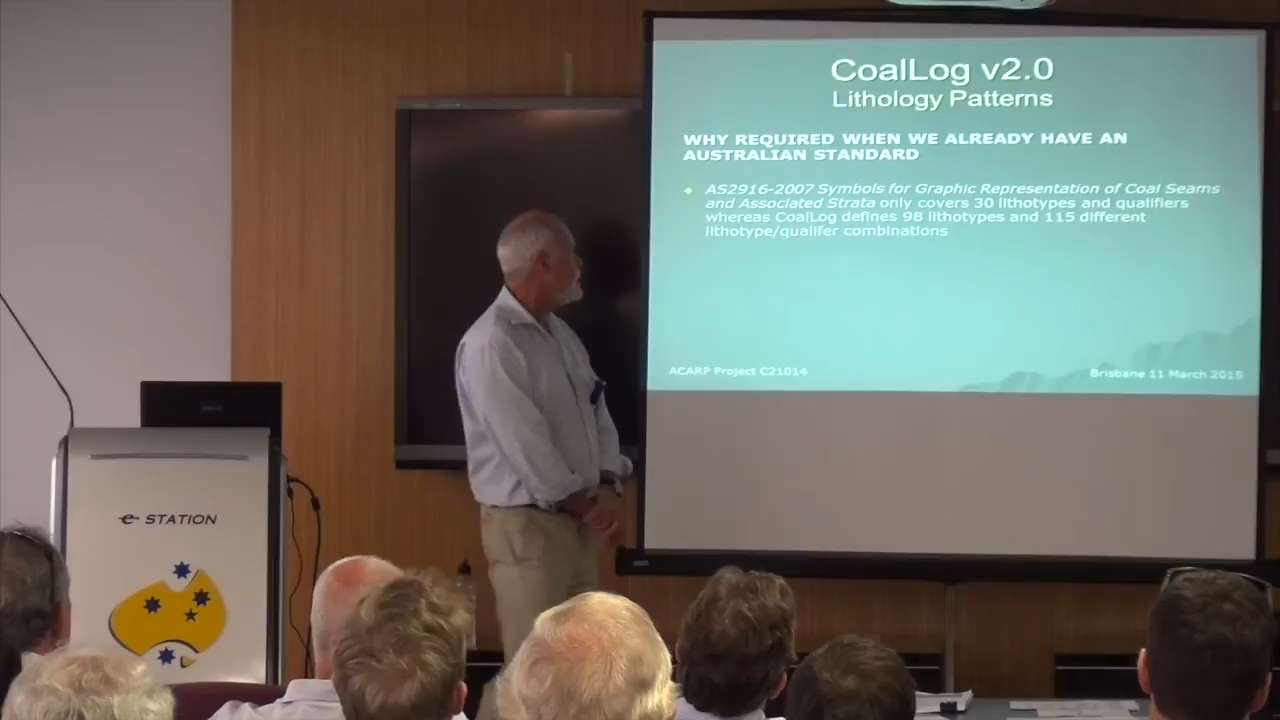 CoalLog v2.0
Lithology Patterns
WHY REQUIRED WHEN WE ALREADY HAVE AN
AUSTRALIAN STANDARD
AS2916-2007 Symbols for Graphic Representation of Coal Seams
and Associated Strata only covers 30 lithotypes and qualifiers
whereas CoalLog defines 98 lithotypes and 115 different
lithotype/qualifer combinations
ACARP Project C21014
Brisbane 11 March 2015
e-STATION